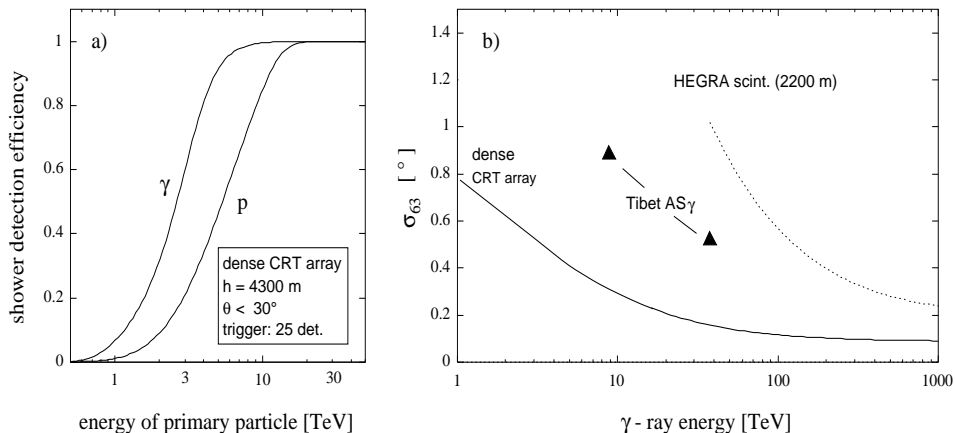 a)
1
0.8
0.6
0.4
0.2
0
shower detection efficiency
γ
p
dense CRT array
h = 4300 m
θ < 30°
trigger: 25 det.
1
3
10
30
energy of primary particle [TeV]
b)
1.4
1.2
1
0.8
0.6
0.4
0.2
0
σ63 [ ° ]
HEGRA scint. (2200 m)
dense
CRT array
Tibet ASγ
1
10
100
1000
γ - ray energy [TeV]